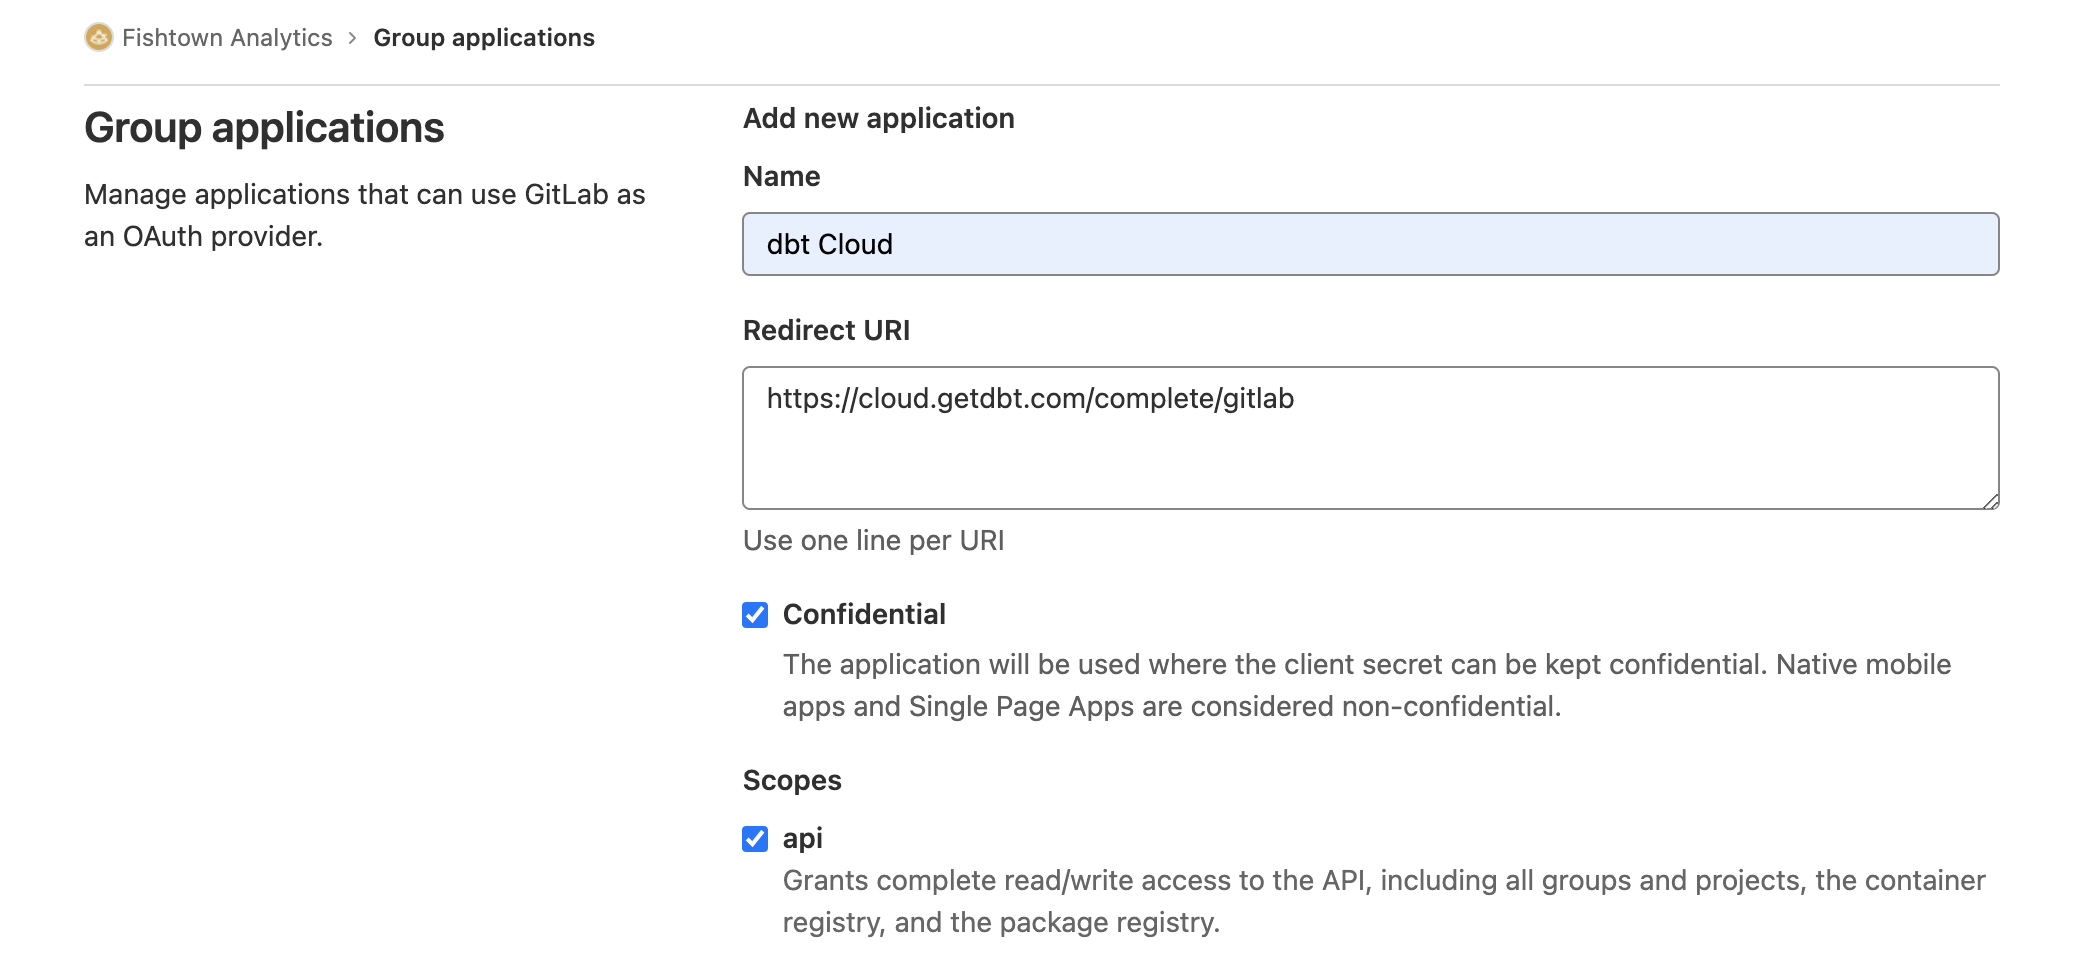 Fishtown Analytics > Group applications
Group applications
Manage applications that can use GitLab as
an OAuth provider.
Add new application
Name
dbt Cloud
Redirect URI
https://cloud.getdbt.com/complete/gitlab
Use one line per URI
Confidential
The application will be used where the client secret can be kept confidential. Native mobile
apps and Single Page Apps are considered non-confidential.
Scopes
api
Grants complete read/write access to the API, including all groups and projects, the container
registry, and the package registry.